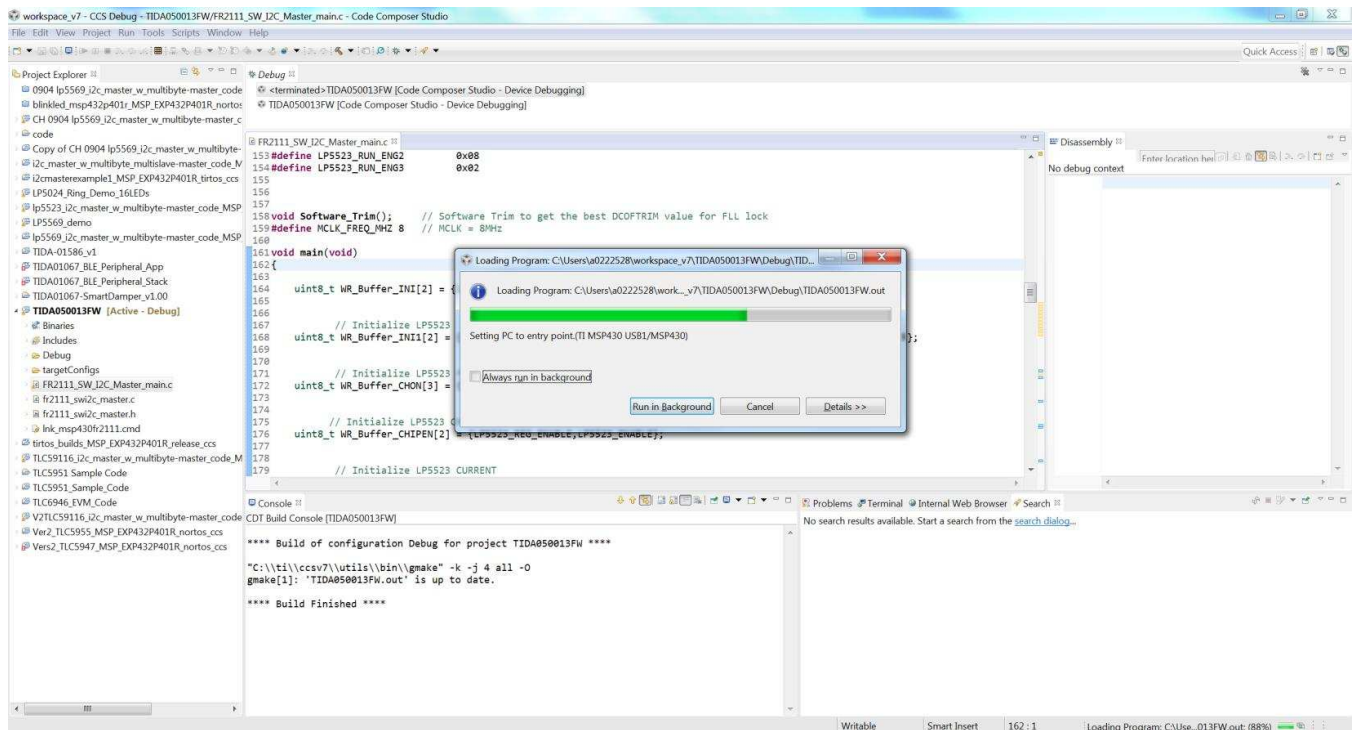 workspace_v7 - CCS Debug - TIDA050013FW/FR2111_SW_I2C_Master_main.c - Code Composer Studio
File Edit View Project Run Tools Scripts Window Help
Quick Access
Project Explorer
0904 lp5569_i2c_master_w_multibyte-master_code
blinkled_msp432p401r_MSP_EXP432P401R_nortos
CH 0904 lp5569_i2c_master_w_multibyte-master_c
code
Copy of CH 0904 lp5569_i2c_master_w_multibyte-
i2c_master_w_multibyte_multislave-master_code_M
i2cmasterexample1_MSP_EXP432P401R_tirtos_ccs
LP5024_Ring_Demo_16LEDs
lp5523_i2c_master_w_multibyte-master_code_MSP
LP5569_demo
lp5569_i2c_master_w_multibyte-master_code_MSP
TIDA-01586_v1
TIDA01067_BLE_Peripheral_App
TIDA01067_BLE_Peripheral_Stack
TIDA01067-SmartDamper_v1.00
TIDA050013FW [Active - Debug]
Binaries
Includes
Debug
targetConfigs
FR2111_SW_I2C_Master_main.c
fr2111_swi2c_master.c
fr2111_swi2c_master.h
lnk_msp430fr2111.cmd
tirtos_builds_MSP_EXP432P401R_release_ccs
TLC59116_i2c_master_w_multibyte-master_code_M
TLC5951 Sample Code
TLC5951_Sample_Code
TLC6946_EVM_Code
V2TLC59116_i2c_master_w_multibyte-master_code
Ver2_TLC5955_MSP_EXP432P401R_nortos_ccs
Vers2_TLC5947_MSP_EXP432P401R_nortos_ccs
Debug
<terminated>TIDA050013FW [Code Composer Studio - Device Debugging]
TIDA050013FW [Code Composer Studio - Device Debugging]
FR2111_SW_I2C_Master_main.c
153 #define LP5523_RUN_ENG2 0x08
154 #define LP5523_RUN_ENG3 0x02
155
156
157
158 void Software_Trim(); // Software Trim to get the best DCOFTRIM value for FLL lock
159 #define MCLK_FREQ_MHZ 8 // MCLK = 8MHz
160
161 void main(void)
162 {
163
164 uint8_t WR_Buffer_INI[2] = {
165
166
167 // Initialize LP5523
168 uint8_t WR_Buffer_INI1[2] = };
169
170
171 // Initialize LP5523
172 uint8_t WR_Buffer_CHON[3] =
173
174
175 // Initialize LP5523
176 uint8_t WR_Buffer_CHIPEN[2] = {LP5523_REG_ENABLE,LP5523_ENABLE};
177
178
179 // Initialize LP5523 CURRENT
Loading Program: C:\Users\a0222528\workspace_v7\TIDA050013FW\Debug\TID...
Loading Program: C:\Users\a0222528\work..._v7\TIDA050013FW\Debug\TIDA050013FW.out
Setting PC to entry point.(TI MSP430 USB1/MSP430)
Always run in background
Run in Background Cancel Details >>
Disassembly
Enter location her
No debug context
Console
CDT Build Console [TIDA050013FW]
**** Build of configuration Debug for project TIDA050013FW ****
"C:\\ti\\ccsv7\\utils\\bin\\gmake" -k -j 4 all -O
gmake[1]: 'TIDA050013FW.out' is up to date.
**** Build Finished ****
Problems Terminal Internal Web Browser Search
No search results available. Start a search from the search dialog...
Writable Smart Insert 162 : 1 Loading Program: C:\Use...013FW.out: (88%)